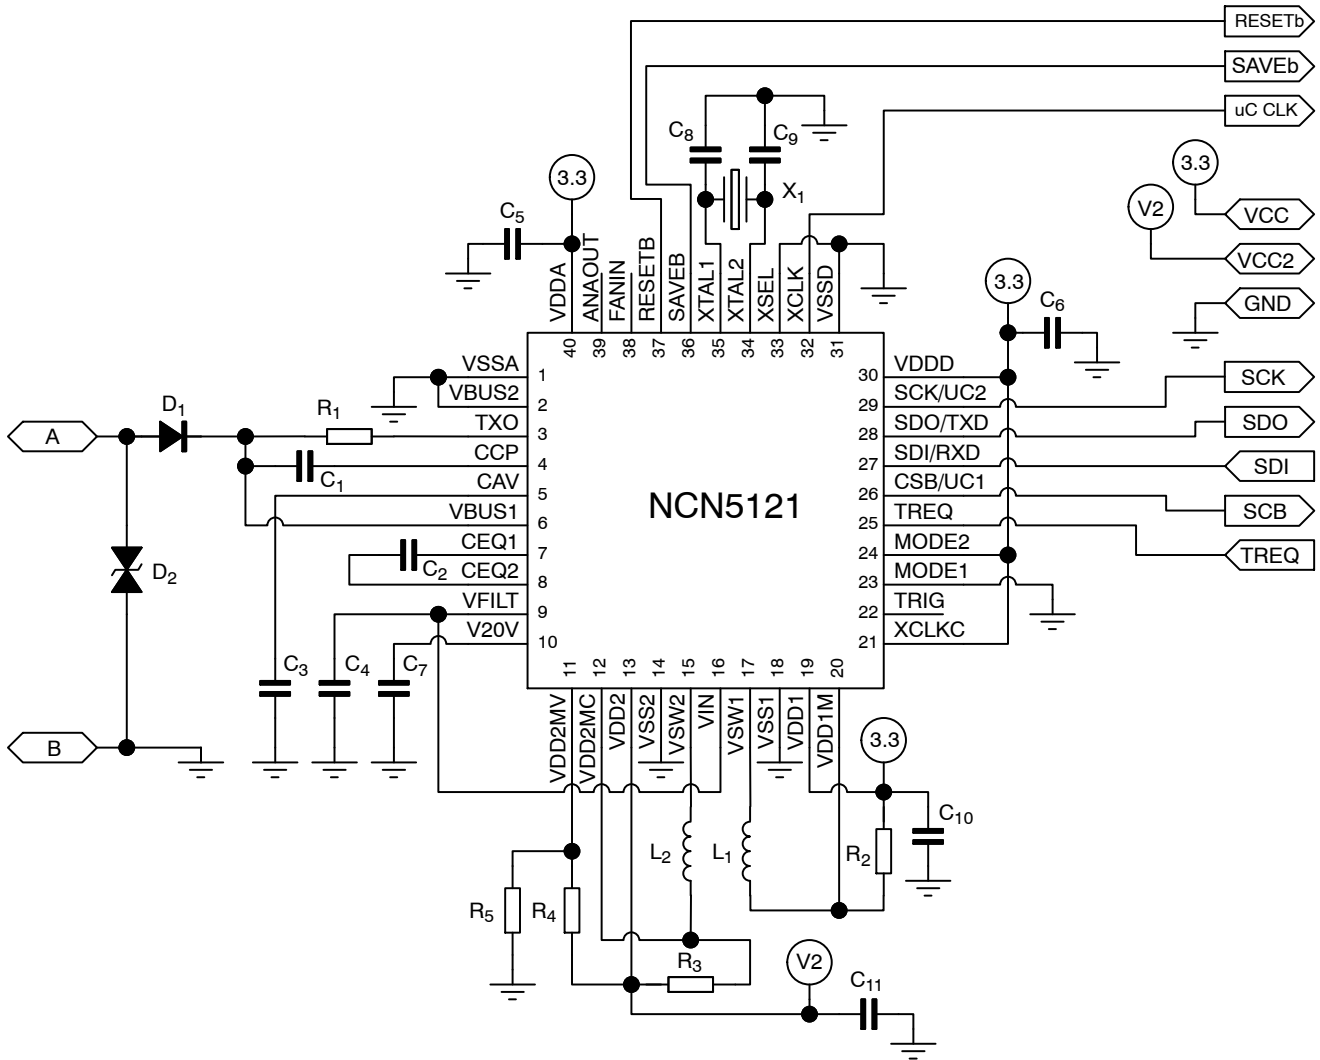 RESETb
SAVEb
uC CLK
C8
C9
X1
3.3
C5
3.3
V2
VCC
VCC2
GND
3.3
C6
VDDA
ANAOUT
FANIN
RESETB
SAVEB
XTAL1
XTAL2
XSEL
XCLK
VSSD
40
39
38
37
36
35
34
33
32
31
VSSA
1
VBUS2
2
TXO
3
CCP
4
CAV
5
VBUS1
6
CEQ1
7
CEQ2
8
VFILT
9
V20V
10
NCN5121
30
VDDD
29
SCK/UC2
28
SDO/TXD
27
SDI/RXD
26
CSB/UC1
25
TREQ
24
MODE2
23
MODE1
22
TRIG
21
XCLKC
SCK
SDO
SDI
SCB
TREQ
A
D1
R1
C1
D2
C2
C3
C4
C7
B
11
12
13
14
15
16
17
18
19
20
VDD2MV
VDD2MC
VDD2
VSS2
VSW2
VIN
VSW1
VSS1
VDD1
VDD1M
3.3
C10
L2
L1
R2
R5
R4
R3
V2
C11